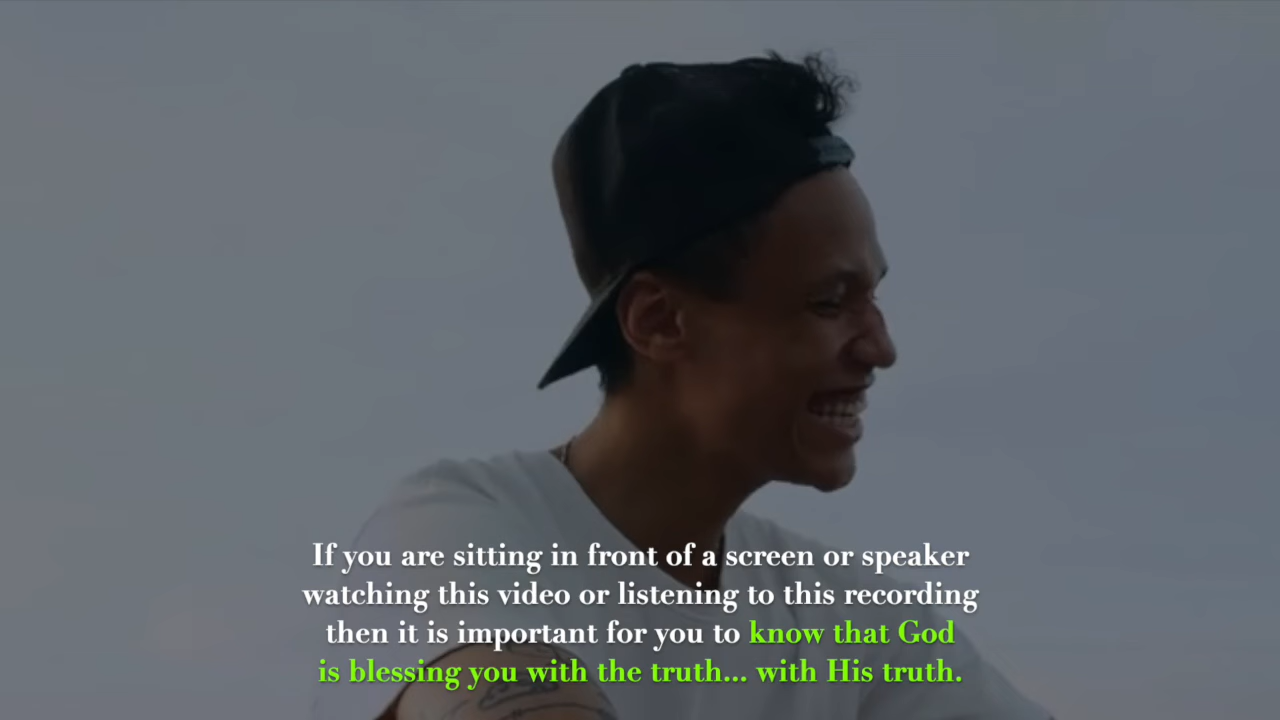 If you are sitting in front of a screen or speaker
watching this video or listening to this recording
then it is important for you to know that God
is blessing you with the truth... with His truth.